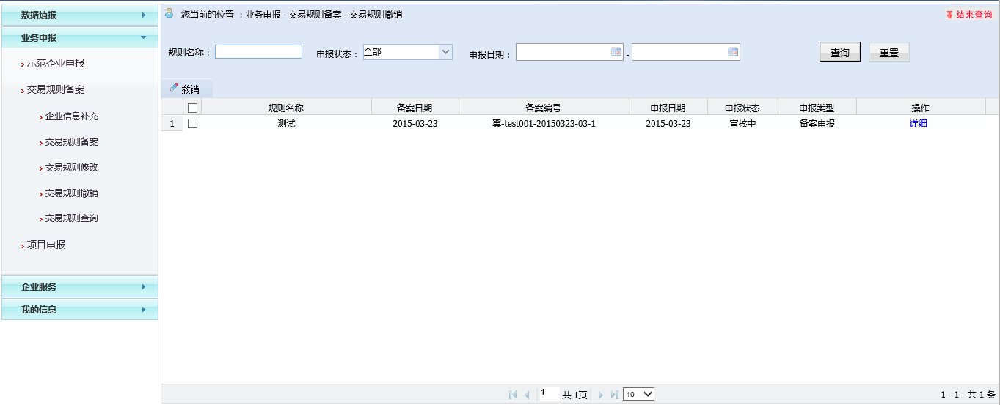 数据填报
业务申报
示范企业申报
交易规则备案
企业信息补充
交易规则备案
交易规则修改
交易规则撤销
交易规则查询
项目申报
企业服务
我的信息
您当前的位置 ：业务申报 - 交易规则备案 - 交易规则撤销
结束查询
规则名称： 申报状态： 全部 申报日期： - 查询 重置
撤销
规则名称 备案日期 备案编号 申报日期 申报状态 申报类型 操作
1 测试 2015-03-23 翼-test001-20150323-03-1 2015-03-23 审核中 备案申报 详细
1 共 1页 10 1 - 1 共 1 条